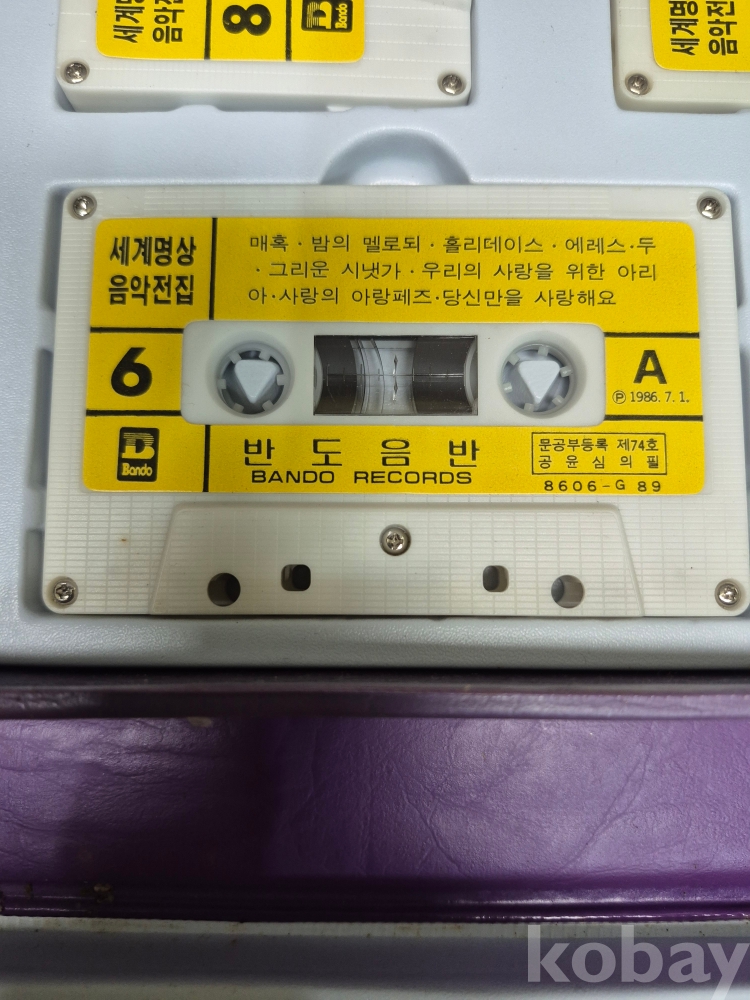 세계명
음악전
8
Bando
세계명
음악전
세계명상
음악전집
매혹·밤의 멜로듸·홀리데이스·에레스·두
·그리운 시냇가·우리의 사랑을 위한 아리
아·사랑의 아랑페즈·당신만을 사랑해요
6
A
Ⓟ 1986. 7. 1.
Bando
반도음반
BANDO RECORDS
문공부등록 제74호
공윤심의필
8606-G 89
kobay